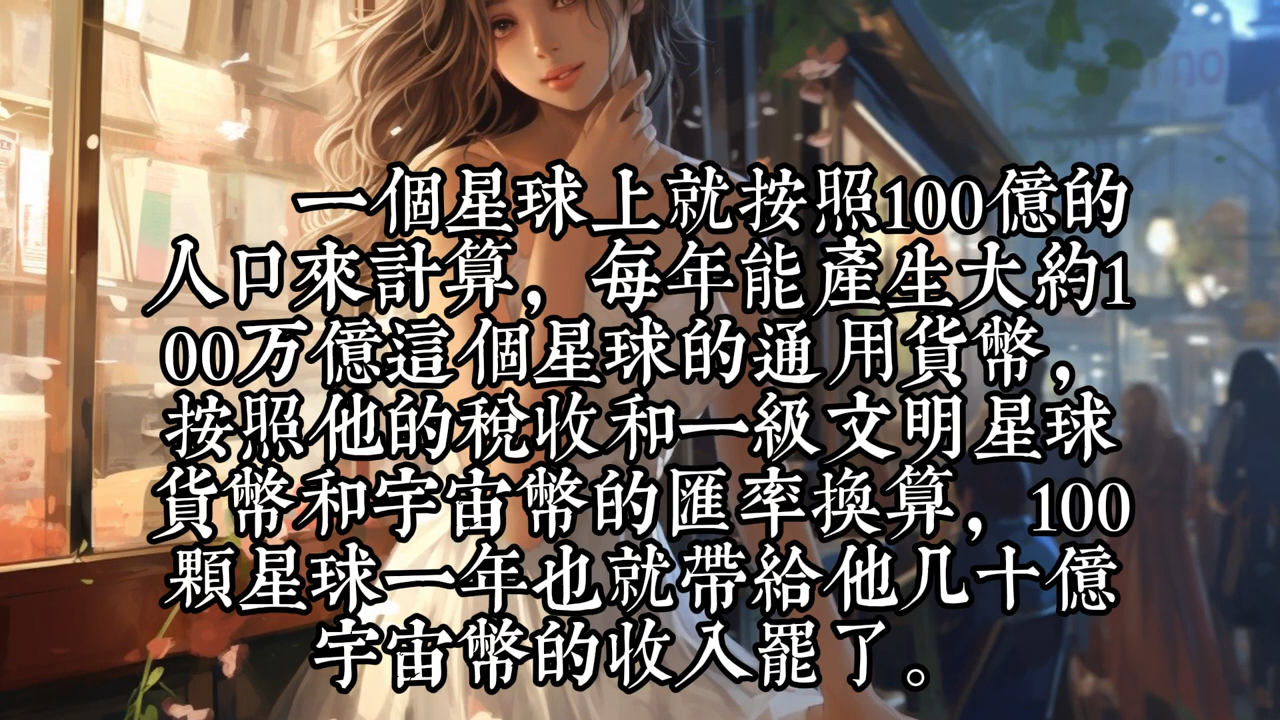 一個星球上就按照100億的
人口來計算，每年能產生大約1
00万億這個星球的通用貨幣，
按照他的稅收和一級文明星球
貨幣和宇宙幣的匯率換算，100
顆星球一年也就帶給他几十億
宇宙幣的收入罷了。